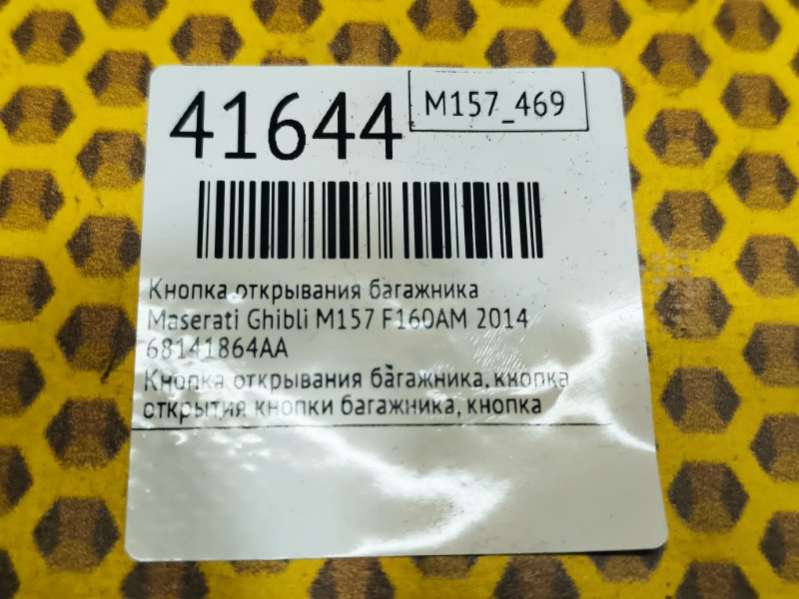 41644
M157_469
Кнопка открывания багажника
Maserati Ghibli M157 F160AM 2014
68141864AA
Кнопка открывания багажника, кнопка
открытия кнопки багажника, кнопка